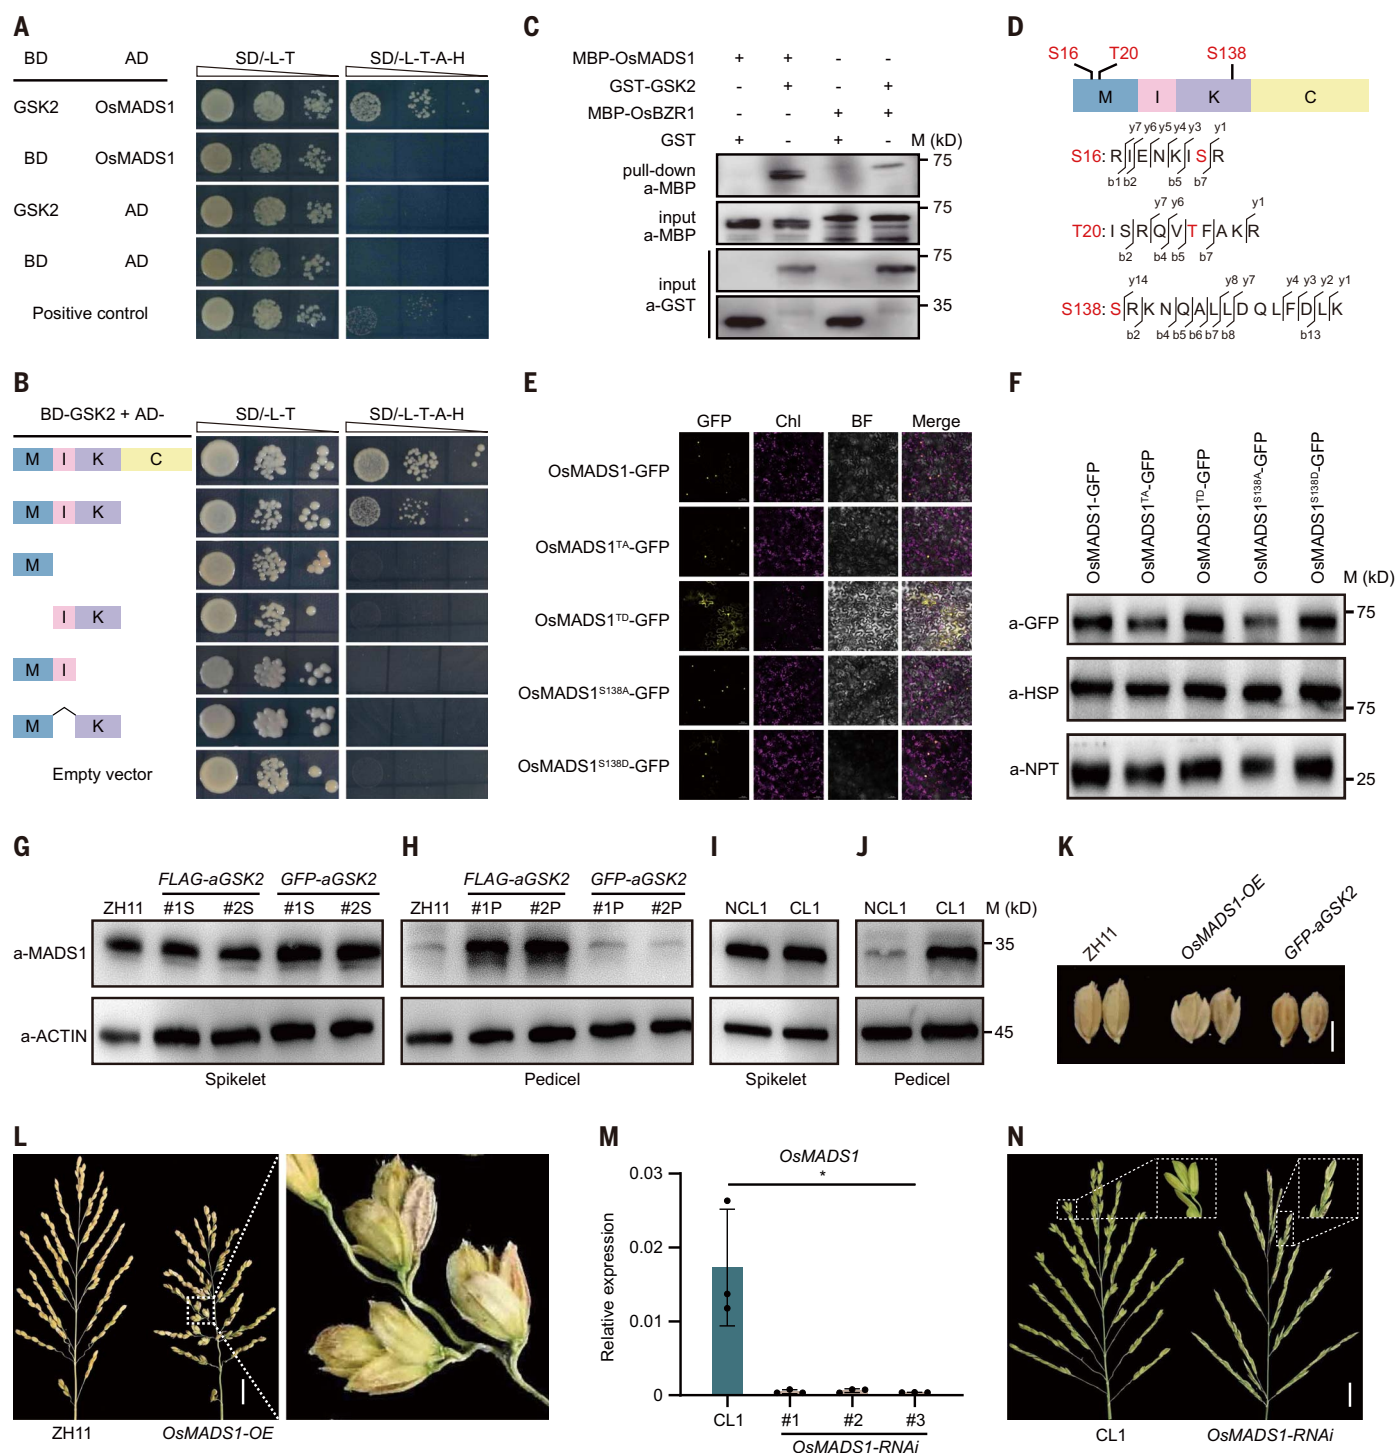 A
BD AD SD/-L-T SD/-L-T-A-H
GSK2 OsMADS1
BD OsMADS1
GSK2 AD
BD AD
Positive control
B
BD-GSK2 + AD- SD/-L-T SD/-L-T-A-H
M I K C
M I K
M
I K
M I
M K
Empty vector
C
MBP-OsMADS1 + + - -
GST-GSK2 - + - +
MBP-OsBZR1 - - + +
GST + - + - M (kD)
pull-down a-MBP 75
input a-MBP 75
input a-GST 75
35
D
S16 T20 S138
M I K C
y7 y6 y5 y4 y3 y1
S16: R I E N K I S R
b1 b2 b5 b7
y7 y6 y1
T20: I S R Q V T F A K R
b2 b4 b5 b7
y14 y8 y7 y4 y3 y2 y1
S138: S R K N Q A L L D Q L F D L K
b2 b4 b5 b6 b7 b8 b13
E
GFP Chl BF Merge
OsMADS1-GFP
OsMADS1TA-GFP
OsMADS1TD-GFP
OsMADS1S138A-GFP
OsMADS1S138D-GFP
F
OsMADS1-GFP
OsMADS1TA-GFP
OsMADS1TD-GFP
OsMADS1S138A-GFP
OsMADS1S138D-GFP
M (kD)
a-GFP 75
a-HSP 75
a-NPT 25
G
FLAG-aGSK2 GFP-aGSK2
ZH11 #1S #2S #1S #2S
a-MADS1
a-ACTIN
Spikelet
H
FLAG-aGSK2 GFP-aGSK2
ZH11 #1P #2P #1P #2P
Pedicel
I
NCL1 CL1
Spikelet
J
NCL1 CL1 M (kD)
35
45
Pedicel
K
ZH11
OsMADS1-OE
GFP-aGSK2
L
ZH11 OsMADS1-OE
M
OsMADS1
*
Relative expression
0.03
0.02
0.01
0
CL1 #1 #2 #3
OsMADS1-RNAi
N
CL1 OsMADS1-RNAi